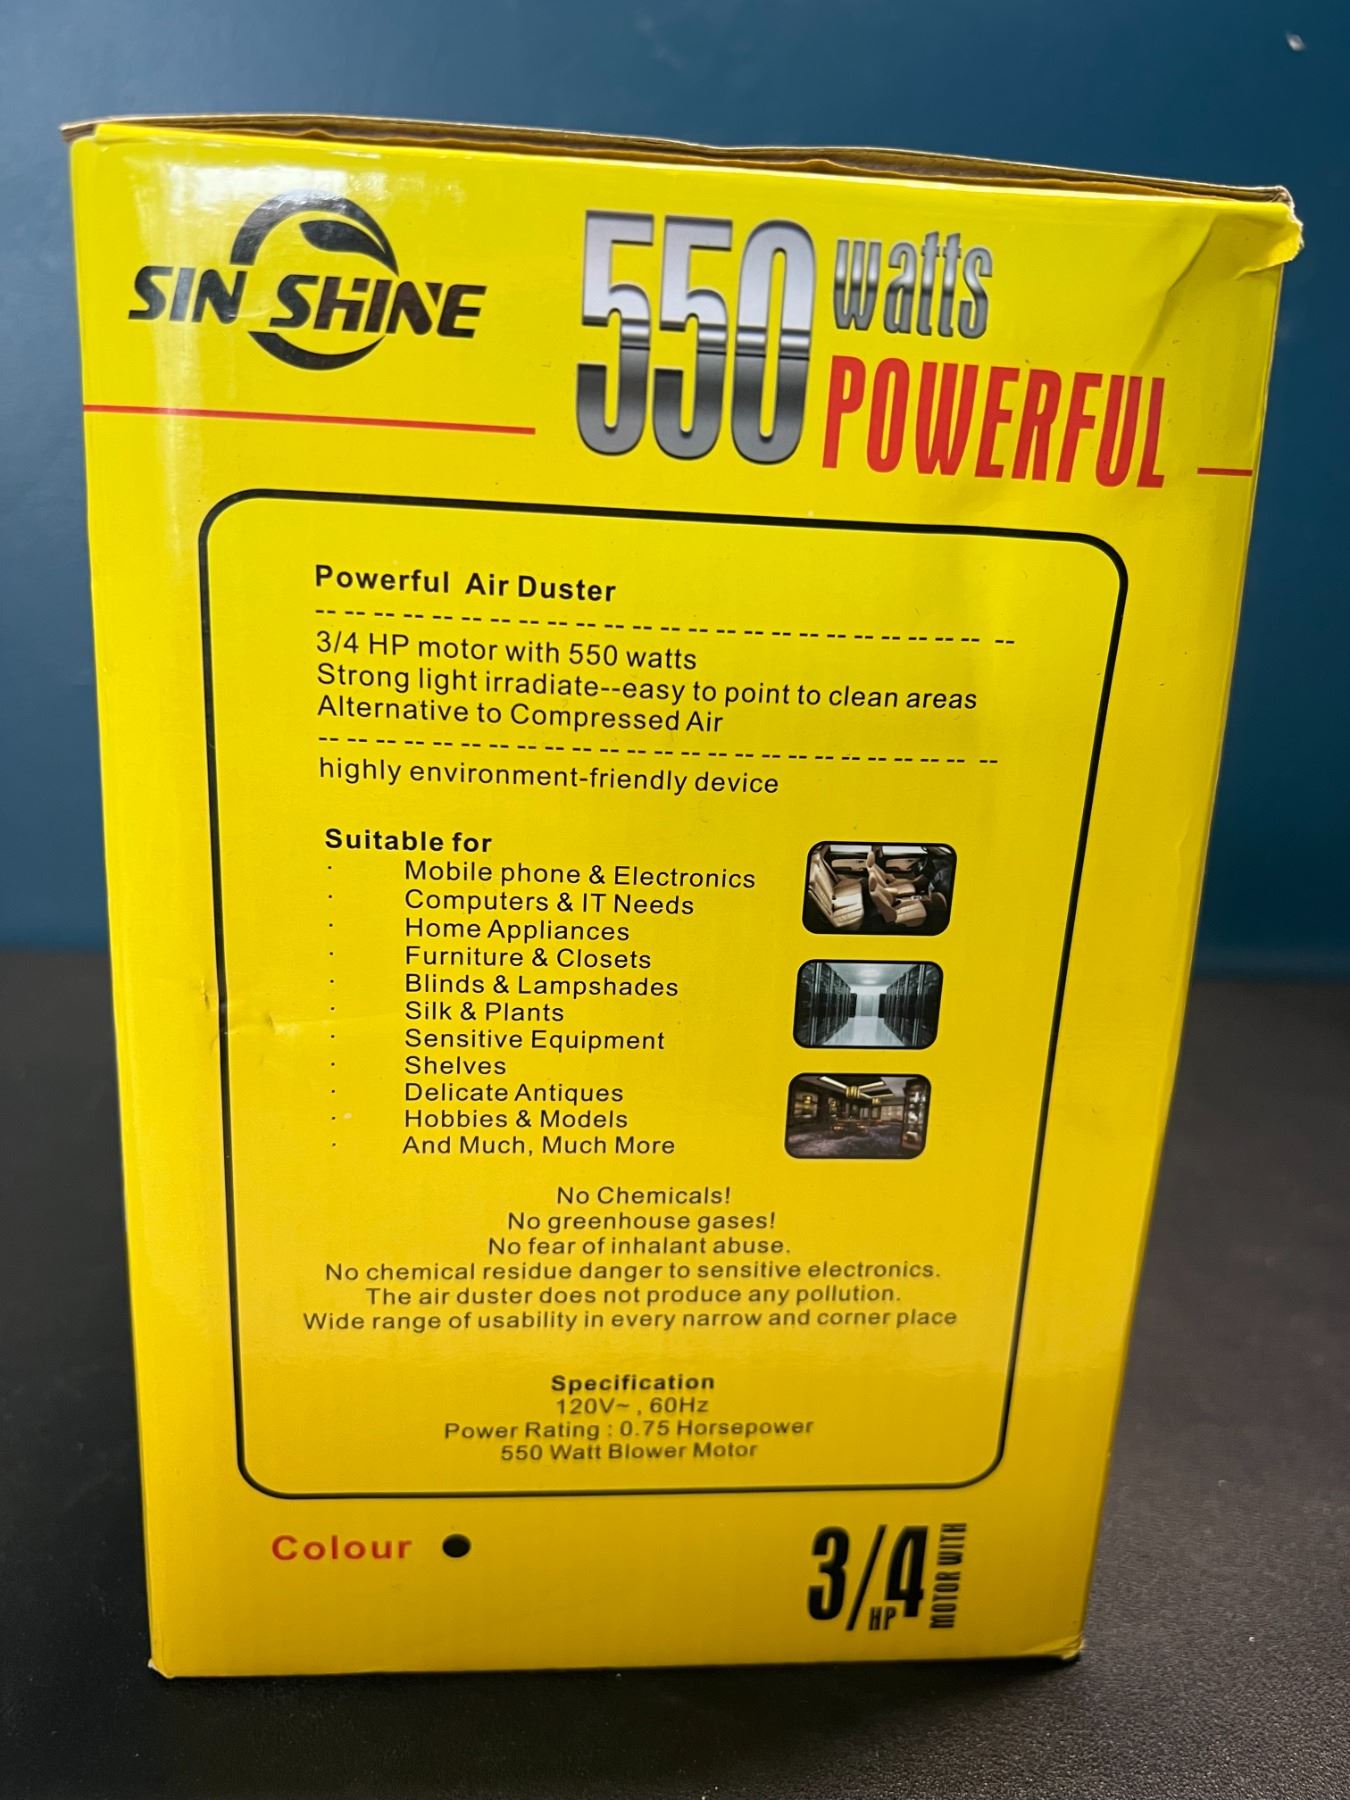 SIN SHINE
550 watts
POWERFUL
Powerful Air Duster
-- -- -- -- -- -- -- -- -- -- -- -- -- -- -- -- -- -- -- -- -- -- -- -- --
3/4 HP motor with 550 watts
Strong light irradiate--easy to point to clean areas
Alternative to Compressed Air
-- -- -- -- -- -- -- -- -- -- -- -- -- -- -- -- -- -- -- -- -- -- -- -- --
highly environment-friendly device
Suitable for
· Mobile phone & Electronics
· Computers & IT Needs
· Home Appliances
· Furniture & Closets
· Blinds & Lampshades
· Silk & Plants
· Sensitive Equipment
· Shelves
· Delicate Antiques
· Hobbies & Models
· And Much, Much More
No Chemicals!
No greenhouse gases!
No fear of inhalant abuse.
No chemical residue danger to sensitive electronics.
The air duster does not produce any pollution.
Wide range of usability in every narrow and corner place
Specification
120V~ , 60Hz
Power Rating : 0.75 Horsepower
550 Watt Blower Motor
Colour
3/4 HP
MOTOR WITH